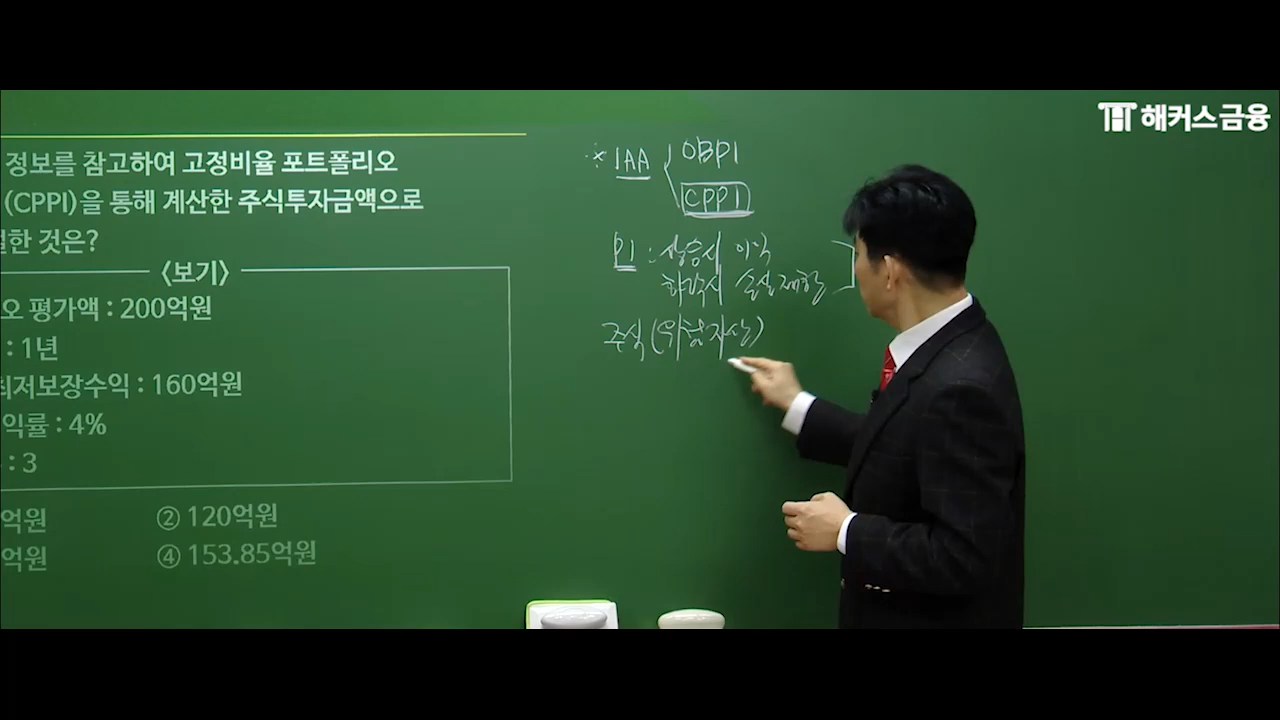 해커스금융
정보를 참고하여 고정비율 포트폴리오
(CPPI)을 통해 계산한 주식투자금액으로
절한 것은?
〈보기〉
오 평가액 : 200억원
: 1년
최저보장수익 : 160억원
익률 : 4%
: 3
억원
② 120억원
억원
④ 153.85억원
* IAA OBPI
CPPI
PI : 상승시 이익
하락시 손실제한
주식(위험자산)